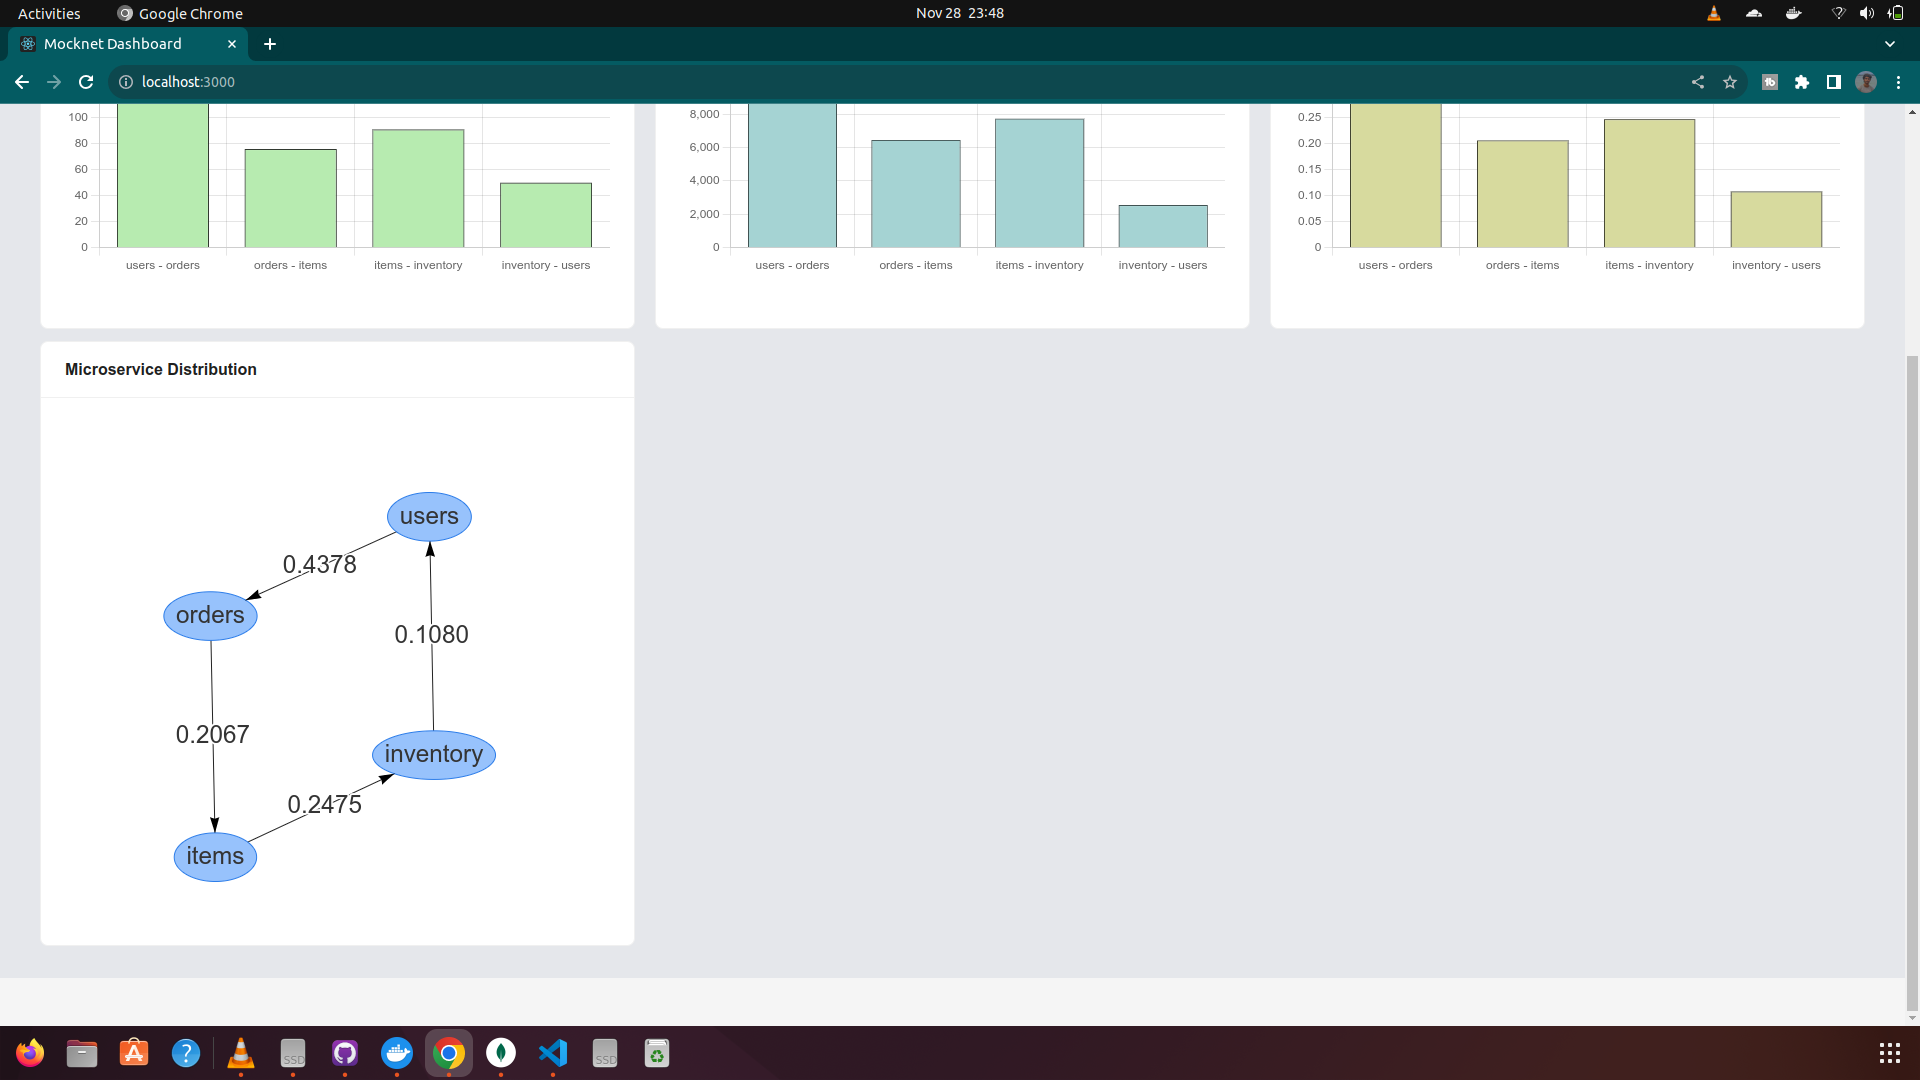 Activities
Google Chrome
Nov 28 23:48
Mocknet Dashboard
localhost:3000
100
80
60
40
20
0
users - orders
orders - items
items - inventory
inventory - users
8,000
6,000
4,000
2,000
0
users - orders
orders - items
items - inventory
inventory - users
0.25
0.20
0.15
0.10
0.05
0
users - orders
orders - items
items - inventory
inventory - users
Microservice Distribution
users
0.4378
orders
0.1080
0.2067
inventory
0.2475
items
SSD
SSD